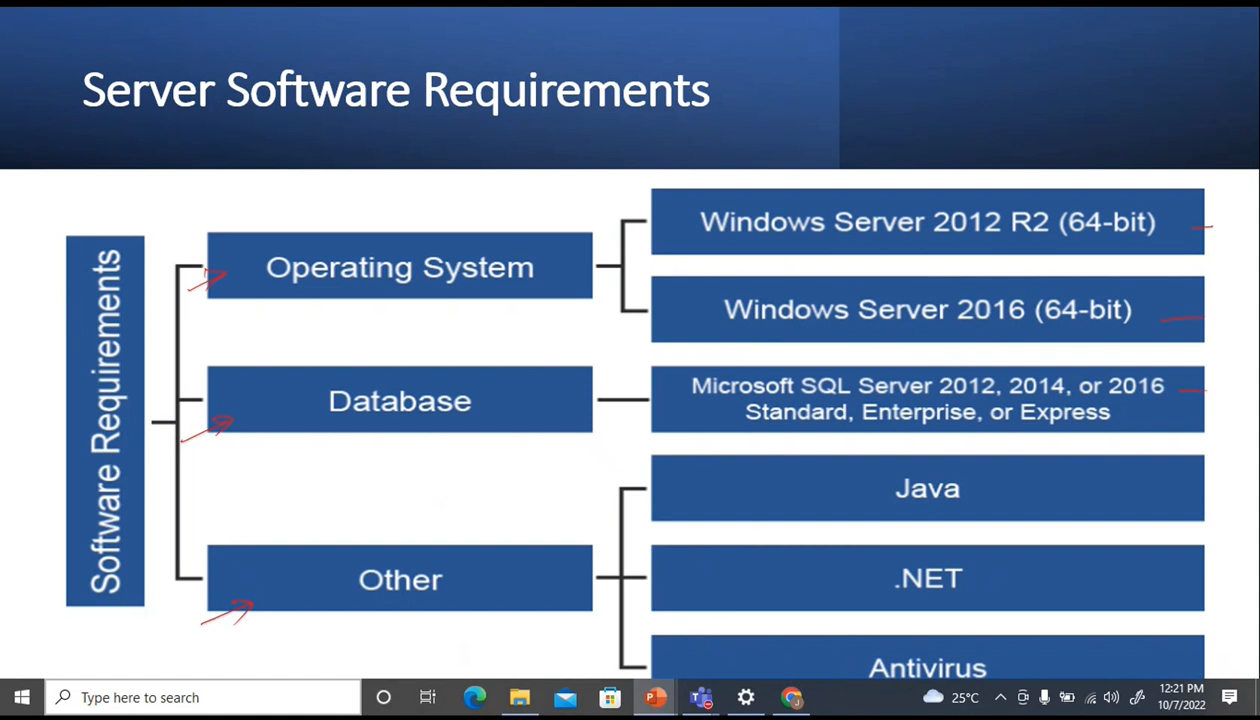 Server Software Requirements
Software Requirements
Operating System
Windows Server 2012 R2 (64-bit)
Windows Server 2016 (64-bit)
Database
Microsoft SQL Server 2012, 2014, or 2016
Standard, Enterprise, or Express
Other
Java
.NET
Antivirus
Type here to search
25°C
12:21 PM
10/7/2022